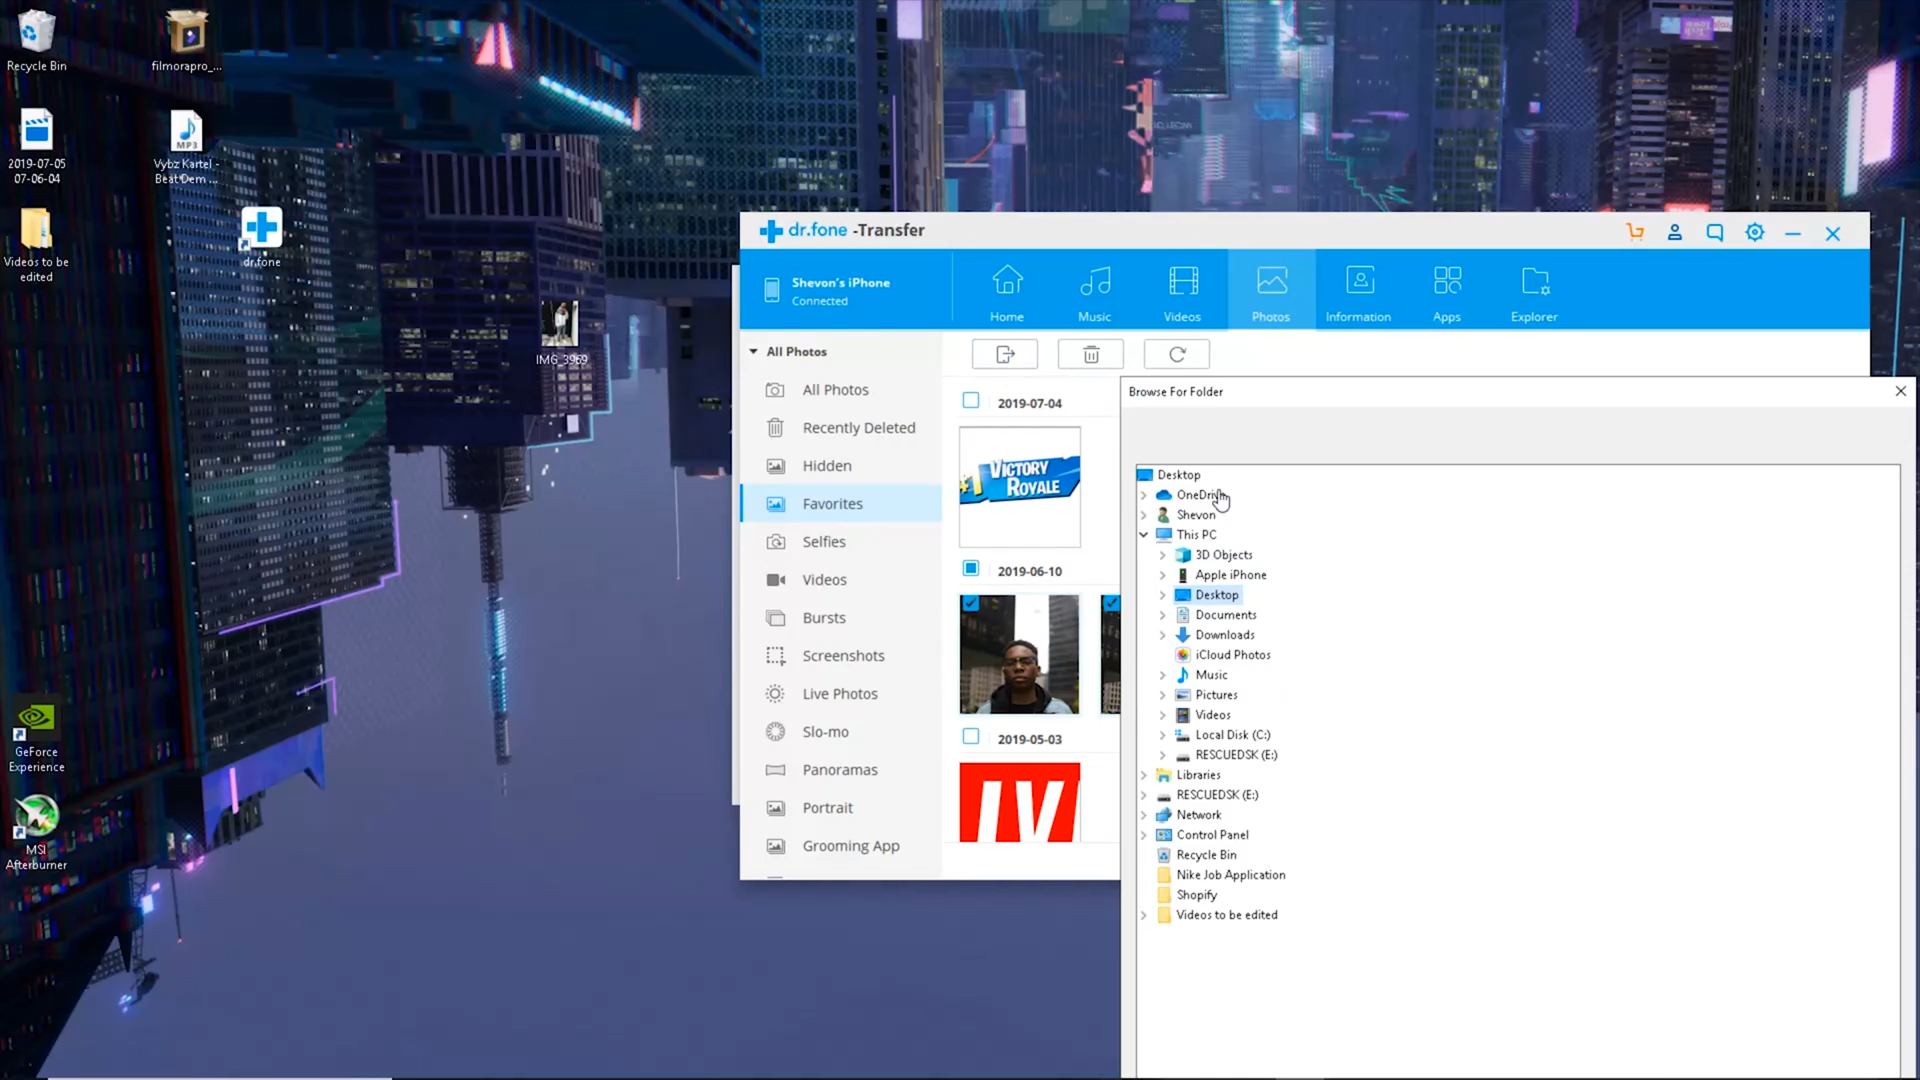 Recycle Bin
filmorapro_...
2019-07-05
07-06-04
MP3
Vybz Kartel -
Beat Dem ...
Videos to be
edited
dr.fone
IMG_3969
GeForce
Experience
MSI
Afterburner
dr.fone -Transfer
Shevon's iPhone
Connected
Home
Music
Videos
Photos
Information
Apps
Explorer
All Photos
All Photos
Recently Deleted
Hidden
Favorites
Selfies
Videos
Bursts
Screenshots
Live Photos
Slo-mo
Panoramas
Portrait
Grooming App
2019-07-04
#1 VICTORY
ROYALE
2019-06-10
2019-05-03
Browse For Folder
Desktop
OneDrive
Shevon
This PC
3D Objects
Apple iPhone
Desktop
Documents
Downloads
iCloud Photos
Music
Pictures
Videos
Local Disk (C:)
RESCUEDSK (E:)
Libraries
RESCUEDSK (E:)
Network
Control Panel
Recycle Bin
Nike Job Application
Shopify
Videos to be edited